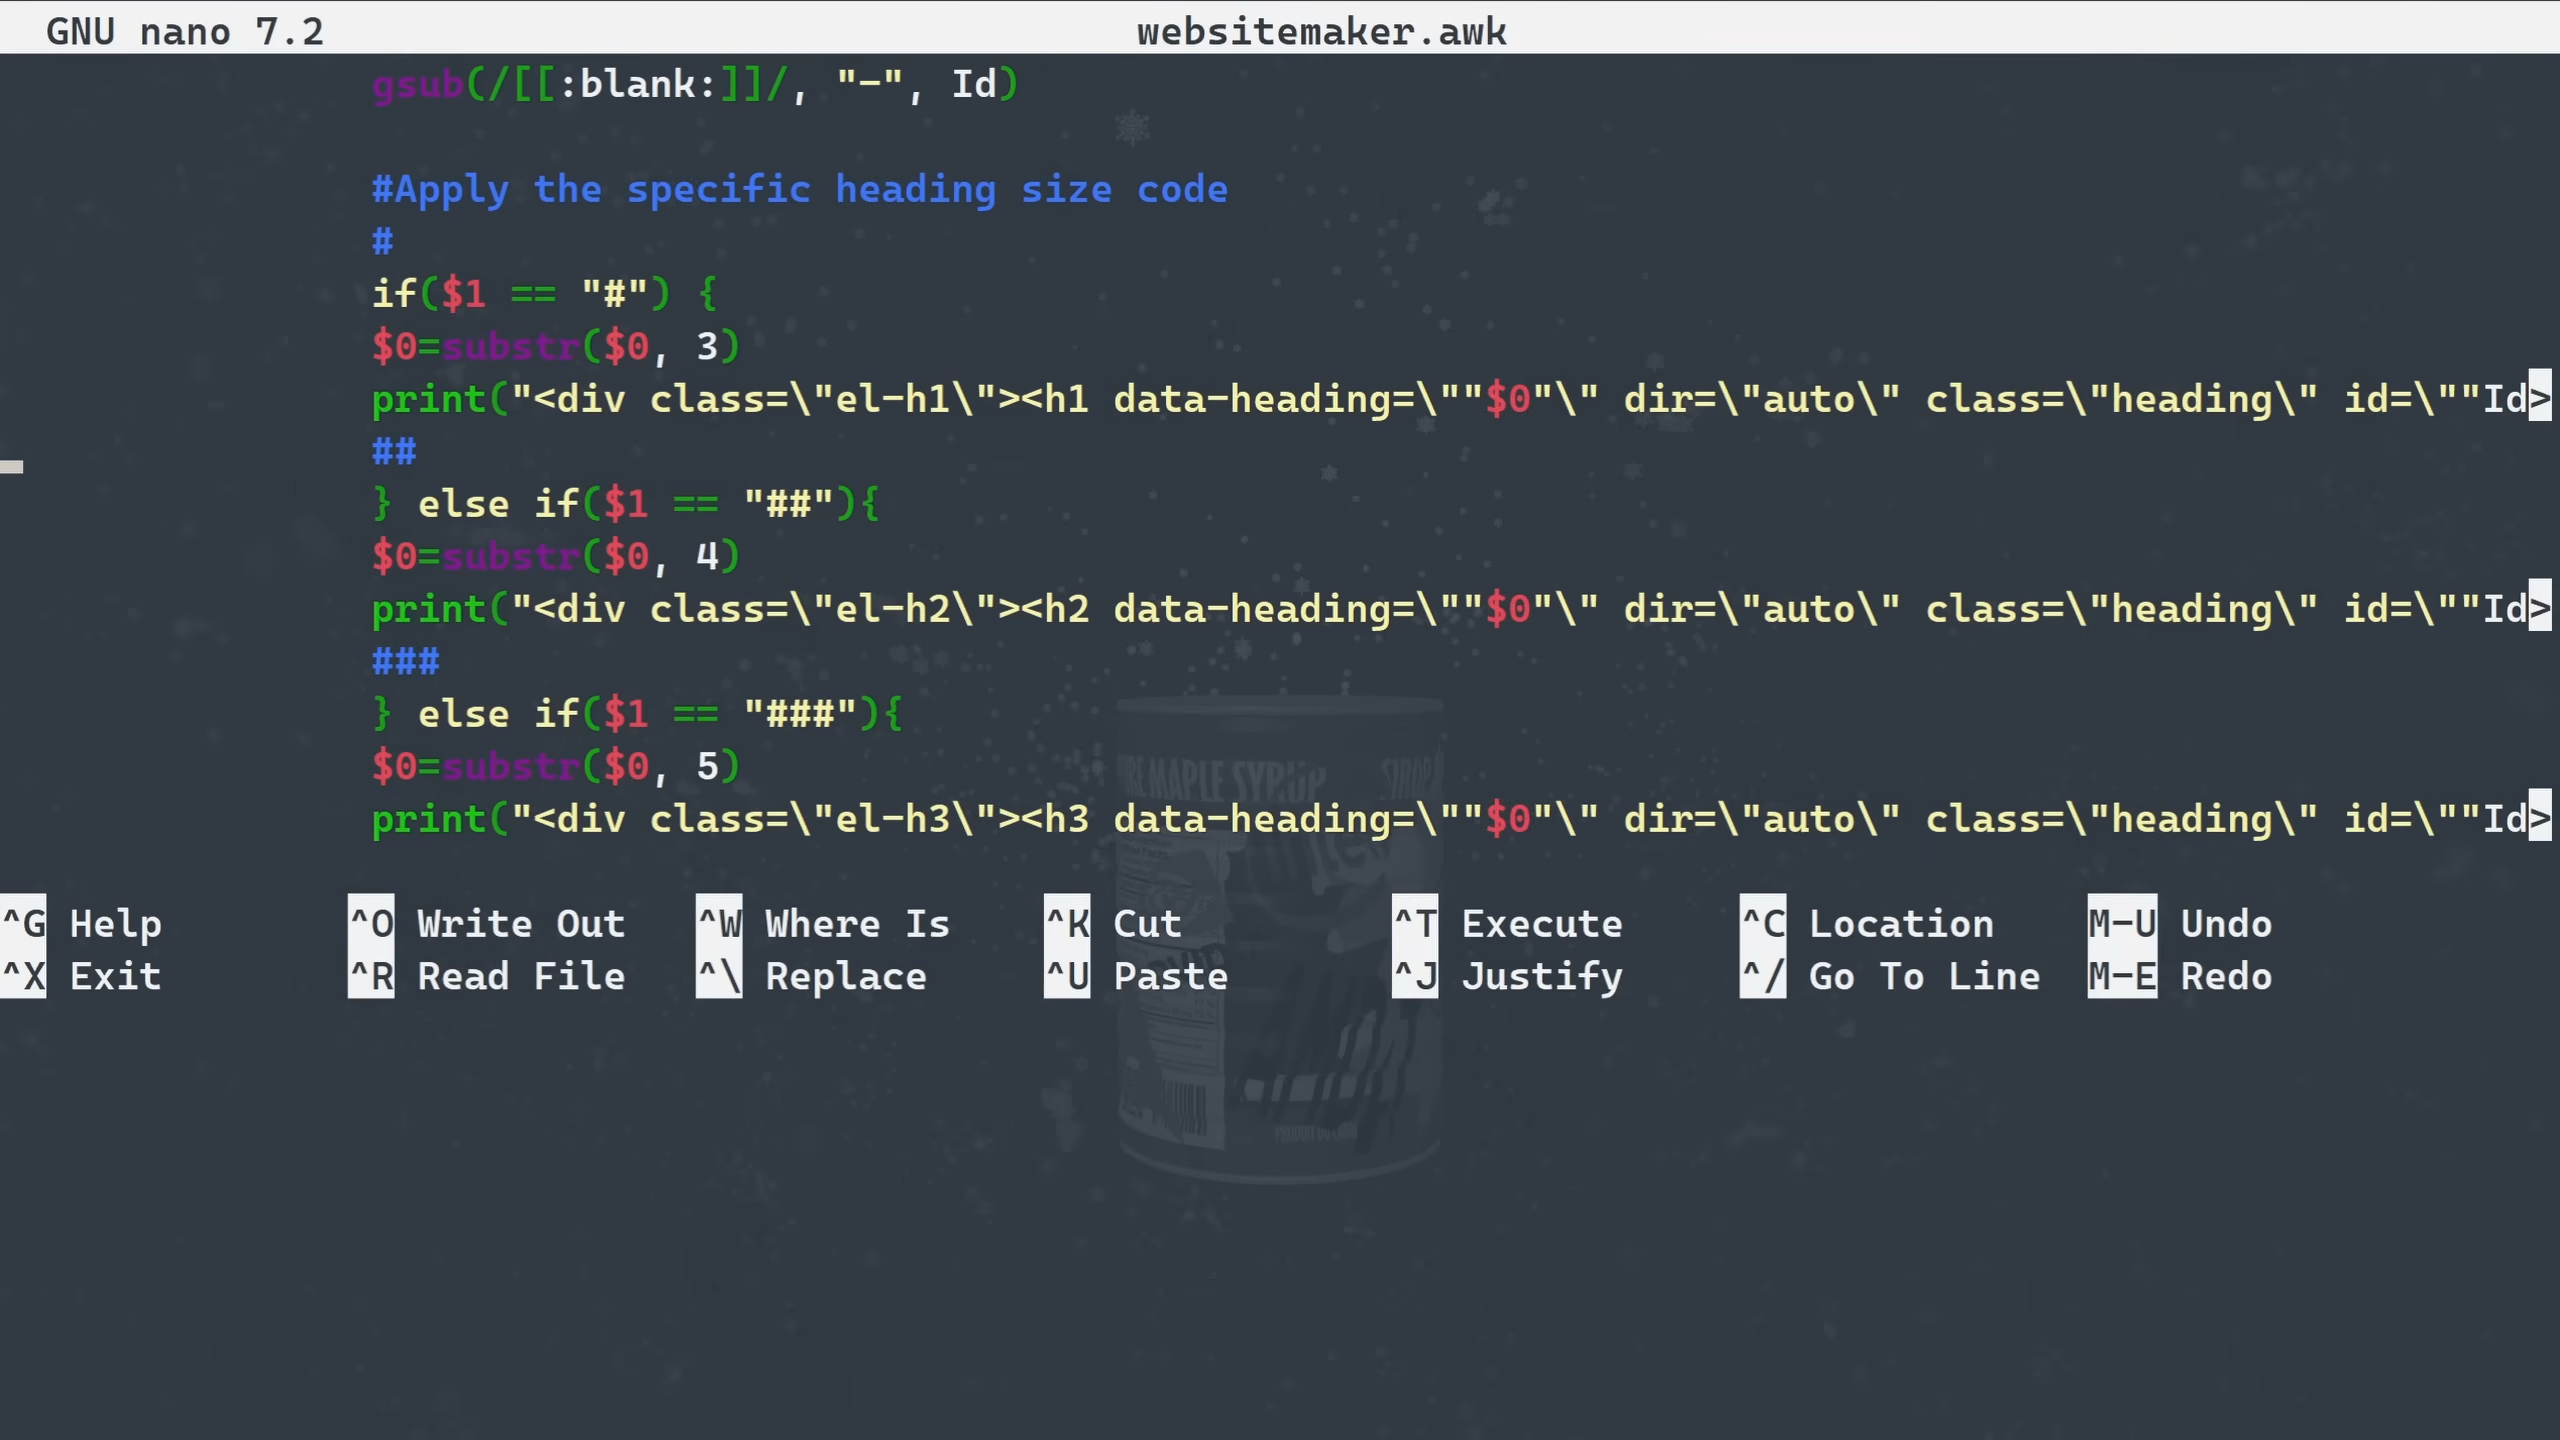 GNU nano 7.2 websitemaker.awk
gsub(/[[:blank:]]/, "-", Id)
#Apply the specific heading size code
#
if($1 == "#") {
$0=substr($0, 3)
print("<div class=\"el-h1\"><h1 data-heading=\""$0"\" dir=\"auto\" class=\"heading\" id=\""Id>
##
} else if($1 == "##"){
$0=substr($0, 4)
print("<div class=\"el-h2\"><h2 data-heading=\""$0"\" dir=\"auto\" class=\"heading\" id=\""Id>
###
} else if($1 == "###"){
$0=substr($0, 5)
MAPLE SYRUP
print("<div class=\"el-h3\"><h3 data-heading=\""$0"\" dir=\"auto\" class=\"heading\" id=\""Id>
^G Help ^O Write Out ^W Where Is ^K Cut ^T Execute ^C Location M-U Undo
^X Exit ^R Read File ^\ Replace ^U Paste ^J Justify ^/ Go To Line M-E Redo